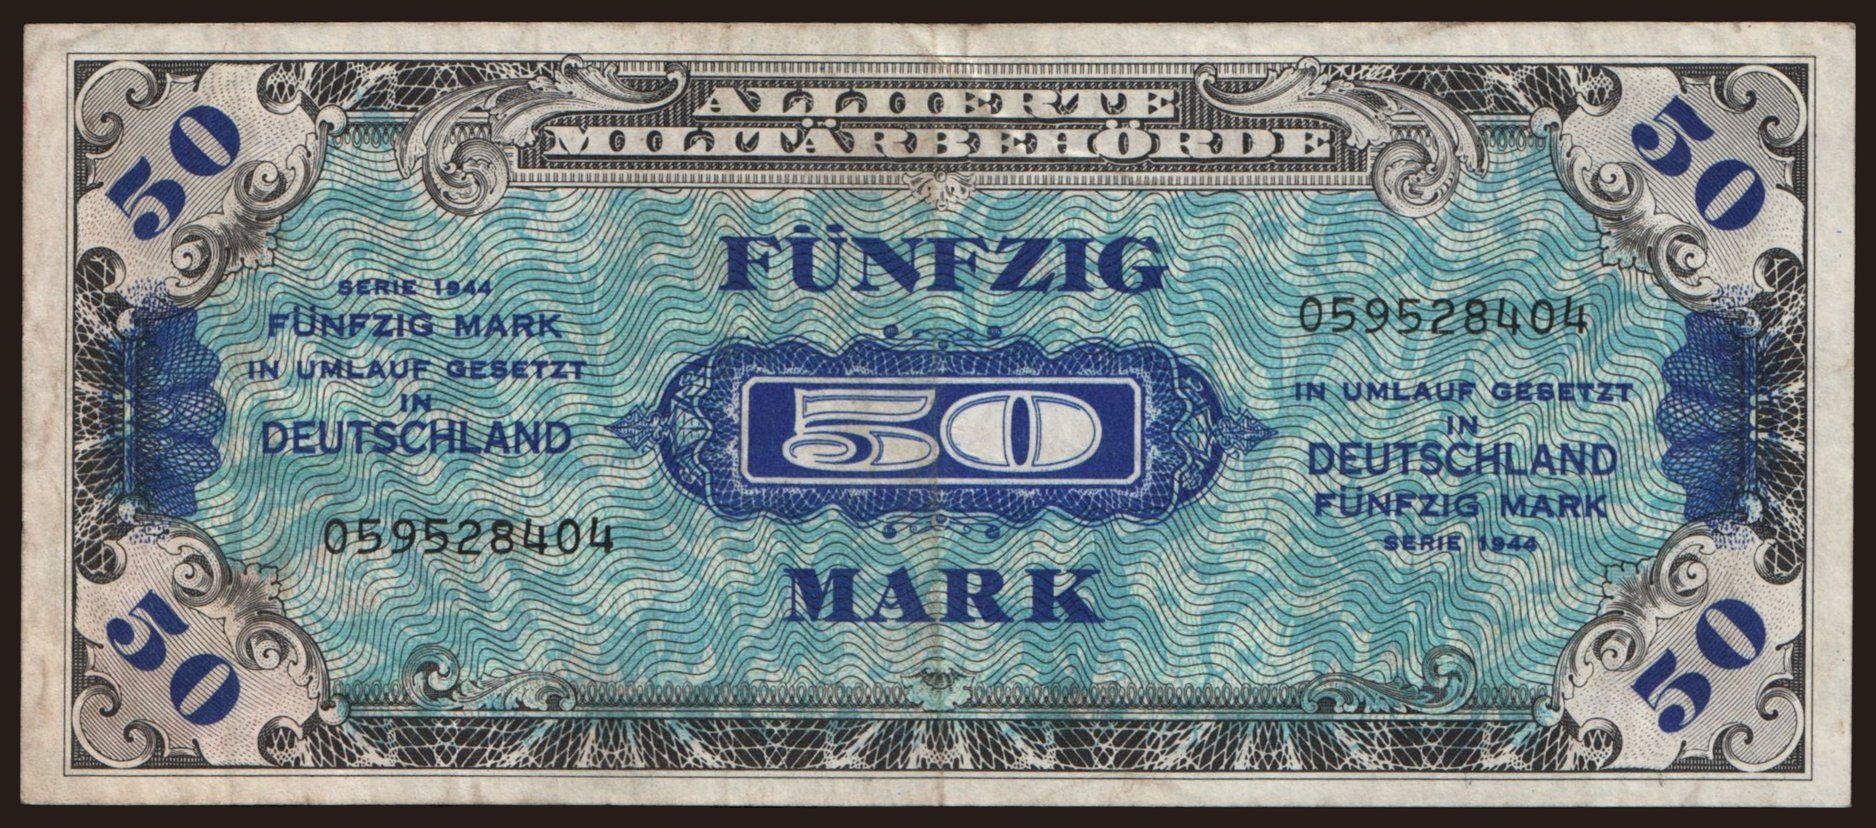 ALLIIERTE
MILITÄRBEHÖRDE
50
50
FÜNFZIG
SERIE 1944
FÜNFZIG MARK
IN UMLAUF GESETZT
IN
DEUTSCHLAND
059528404
50
059528404
IN UMLAUF GESETZT
IN
DEUTSCHLAND
FÜNFZIG MARK
SERIE 1944
MARK
50
50